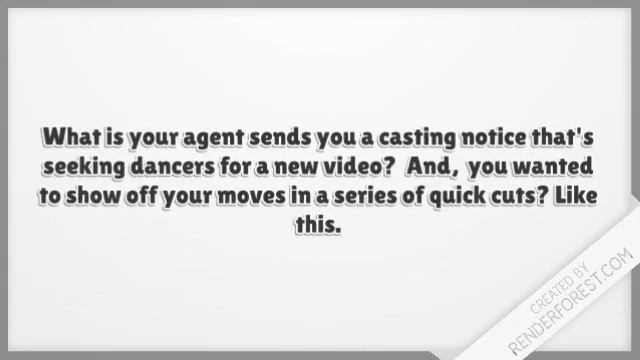 What is your agent sends you a casting notice that's
seeking dancers for a new video? And, you wanted
to show off your moves in a series of quick cuts? Like
this.
CREATED BY
RENDERFOREST.COM